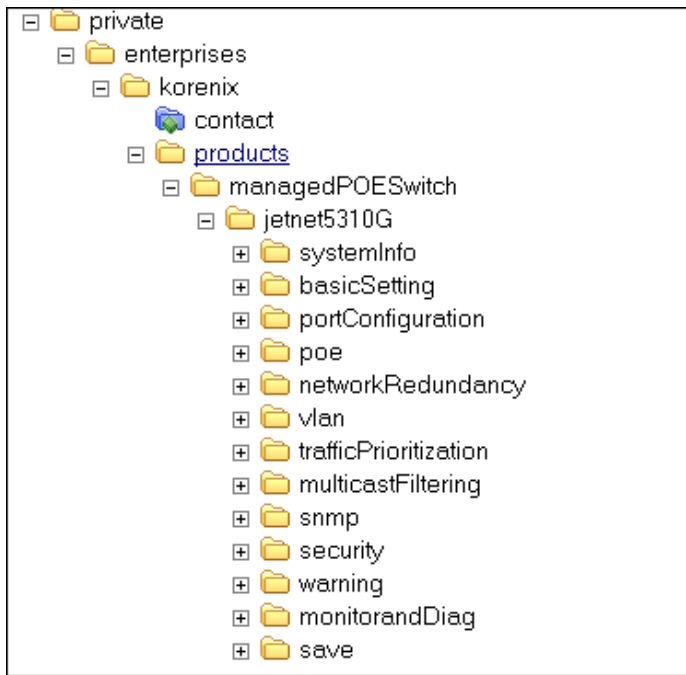 private
enterprises
korenix
contact
products
managedPOESwitch
jetnet5310G
systemInfo
basicSetting
portConfiguration
poe
networkRedundancy
vlan
trafficPrioritization
multicastFiltering
snmp
security
warning
monitorandDiag
save